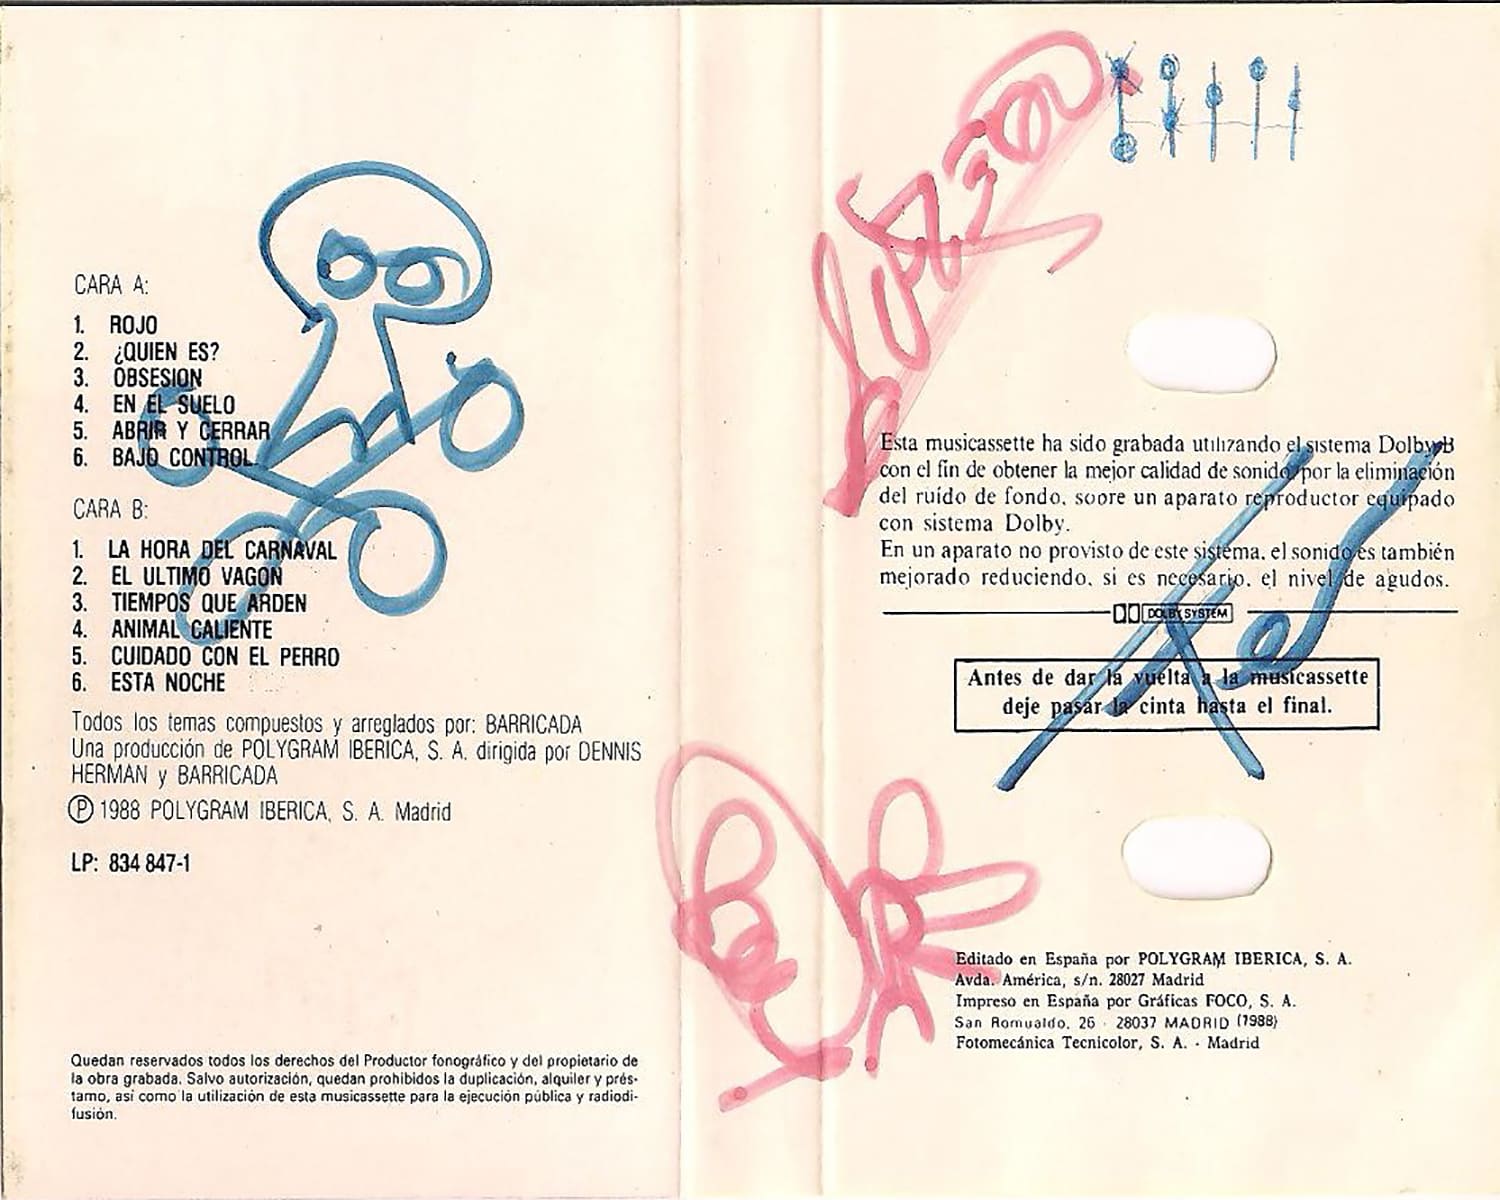 CARA A:
1. ROJO
2. ¿QUIEN ES?
3. OBSESION
4. EN EL SUELO
5. ABRIR Y CERRAR
6. BAJO CONTROL
CARA B:
1. LA HORA DEL CARNAVAL
2. EL ULTIMO VAGON
3. TIEMPOS QUE ARDEN
4. ANIMAL CALIENTE
5. CUIDADO CON EL PERRO
6. ESTA NOCHE
Todos los temas compuestos y arreglados por: BARRICADA
Una producción de POLYGRAM IBERICA, S. A. dirigida por DENNIS
HERMAN y BARRICADA
Ⓟ 1988 POLYGRAM IBERICA, S. A. Madrid
LP: 834 847-1
Quedan reservados todos los derechos del Productor fonográfico y del propietario de
la obra grabada. Salvo autorización, quedan prohibidos la duplicación, alquiler y prés-
tamo, así como la utilización de esta musicassette para la ejecución pública y radiodi-
fusión.
Esta musicassette ha sido grabada utilizando el sistema Dolby B
con el fin de obtener la mejor calidad de sonido por la eliminación
del ruído de fondo, sobre un aparato reproductor equipado
con sistema Dolby.
En un aparato no provisto de este sistema, el sonido es también
mejorado reduciendo, si es necesario, el nivel de agudos.
DOLBY SYSTEM
Antes de dar la vuelta a la musicassette
deje pasar la cinta hasta el final.
Editado en España por POLYGRAM IBERICA, S. A.
Avda. América, s/n. 28027 Madrid
Impreso en España por Gráficas FOCO, S. A.
San Romualdo, 26 - 28037 MADRID (1988)
Fotomecánica Tecnicolor, S. A. - Madrid